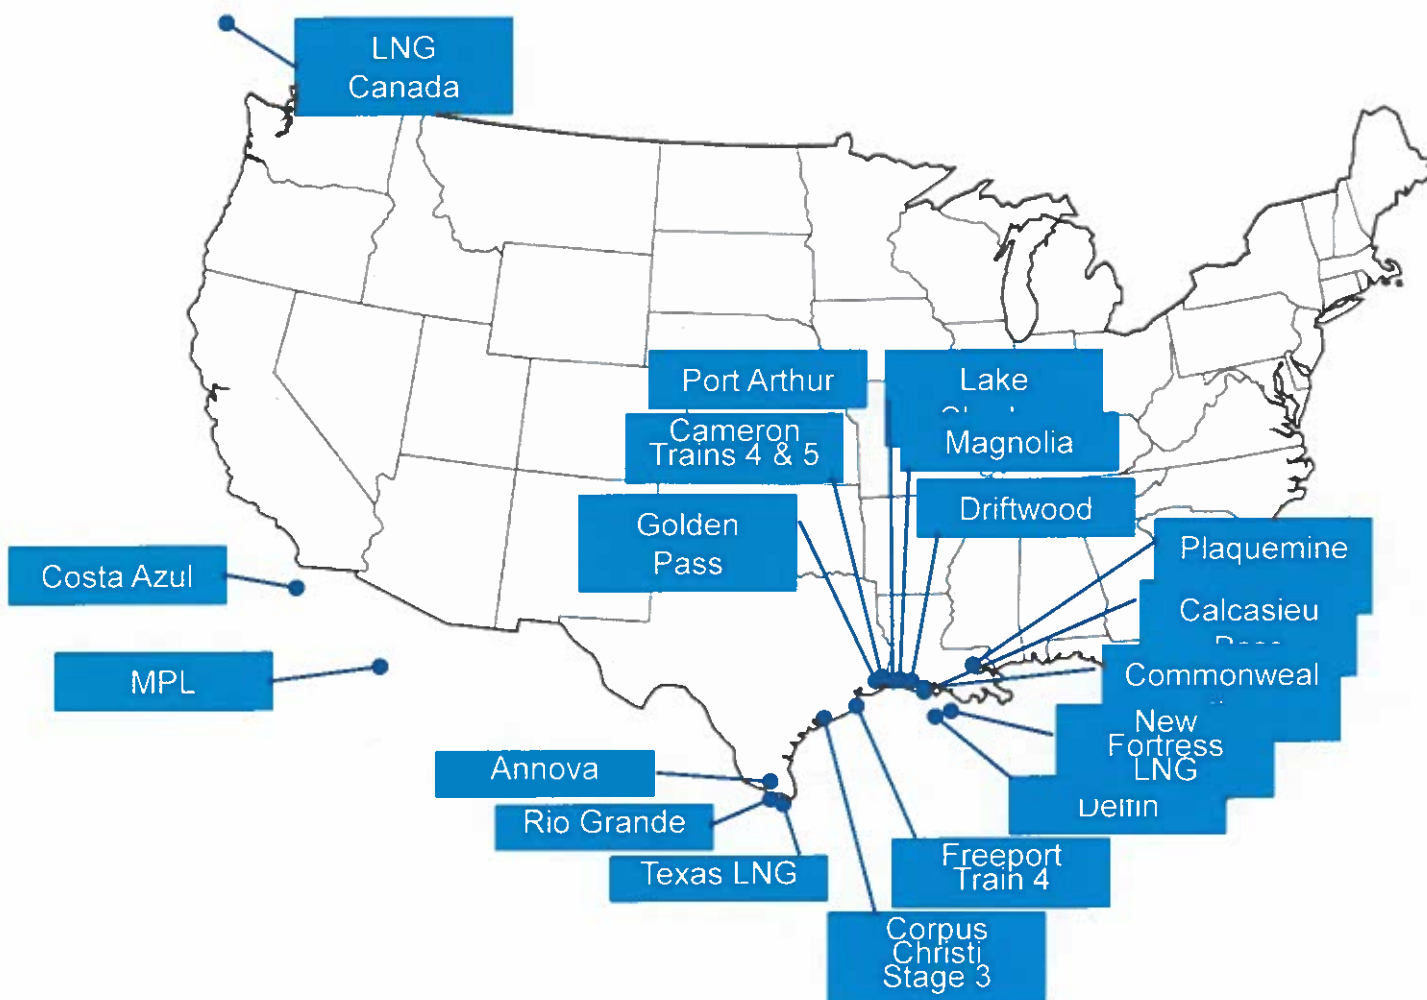 LNG
Canada
Port Arthur
Lake
Cameron
Trains 4 & 5
Magnolia
Golden
Pass
Driftwood
Plaquemine
Costa Azul
Calcasieu
MPL
Commonweal
New
Fortress
LNG
Annova
Delfin
Rio Grande
Texas LNG
Freeport
Train 4
Corpus
Christi
Stage 3